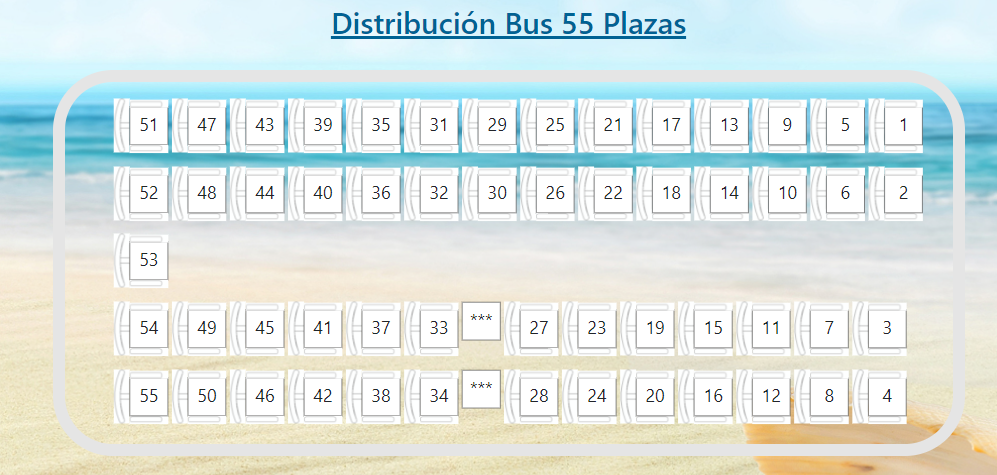 Distribución Bus 55 Plazas
51 47 43 39 35 31 29 25 21 17 13 9 5 1
52 48 44 40 36 32 30 26 22 18 14 10 6 2
53
54 49 45 41 37 33 *** 27 23 19 15 11 7 3
55 50 46 42 38 34 *** 28 24 20 16 12 8 4